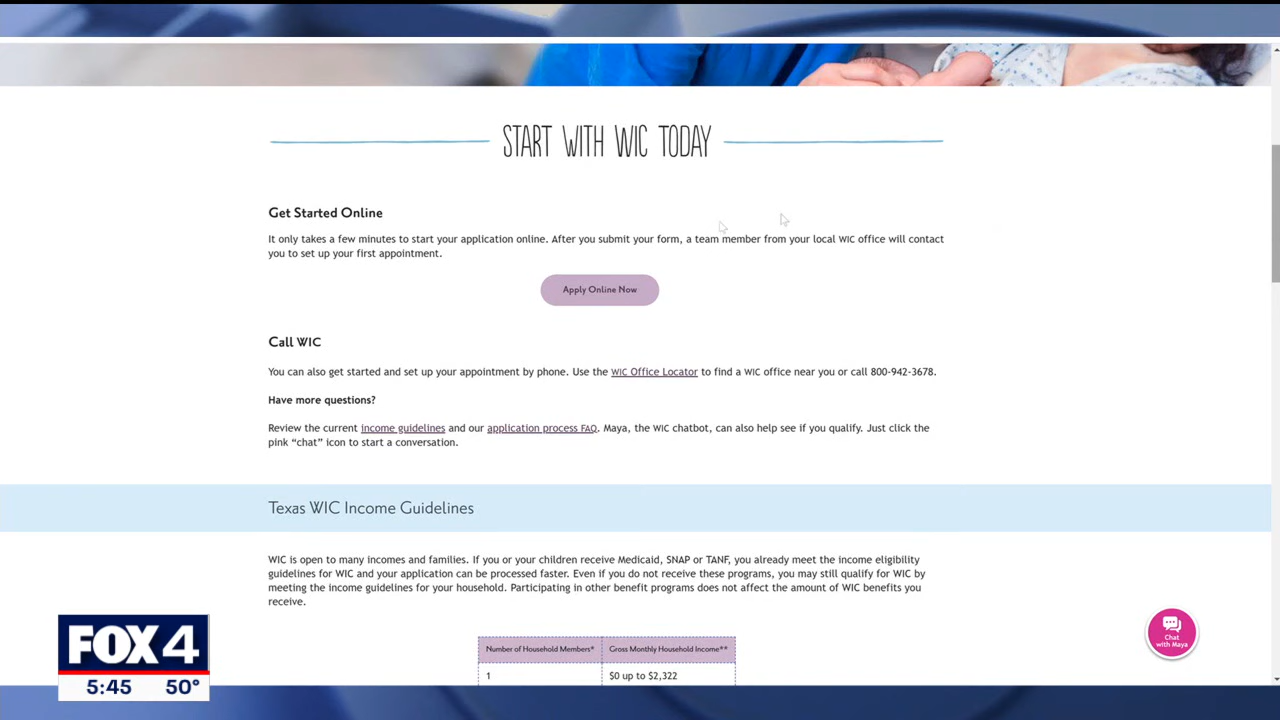 START WITH WIC TODAY
Get Started Online
It only takes a few minutes to start your application online. After you submit your form, a team member from your local WIC office will contact
you to set up your first appointment.
Apply Online Now
Call WIC
You can also get started and set up your appointment by phone. Use the WIC Office Locator to find a WIC office near you or call 800-942-3678.
Have more questions?
Review the current income guidelines and our application process FAQ. Maya, the WIC chatbot, can also help see if you qualify. Just click the
pink “chat” icon to start a conversation.
Texas WIC Income Guidelines
WIC is open to many incomes and families. If you or your children receive Medicaid, SNAP or TANF, you already meet the income eligibility
guidelines for WIC and your application can be processed faster. Even if you do not receive these programs, you may still qualify for WIC by
meeting the income guidelines for your household. Participating in other benefit programs does not affect the amount of WIC benefits you
receive.
Number of Household Members* Gross Monthly Household Income**
1 $0 up to $2,322
Chat
with Maya
FOX 4
5:45 50°